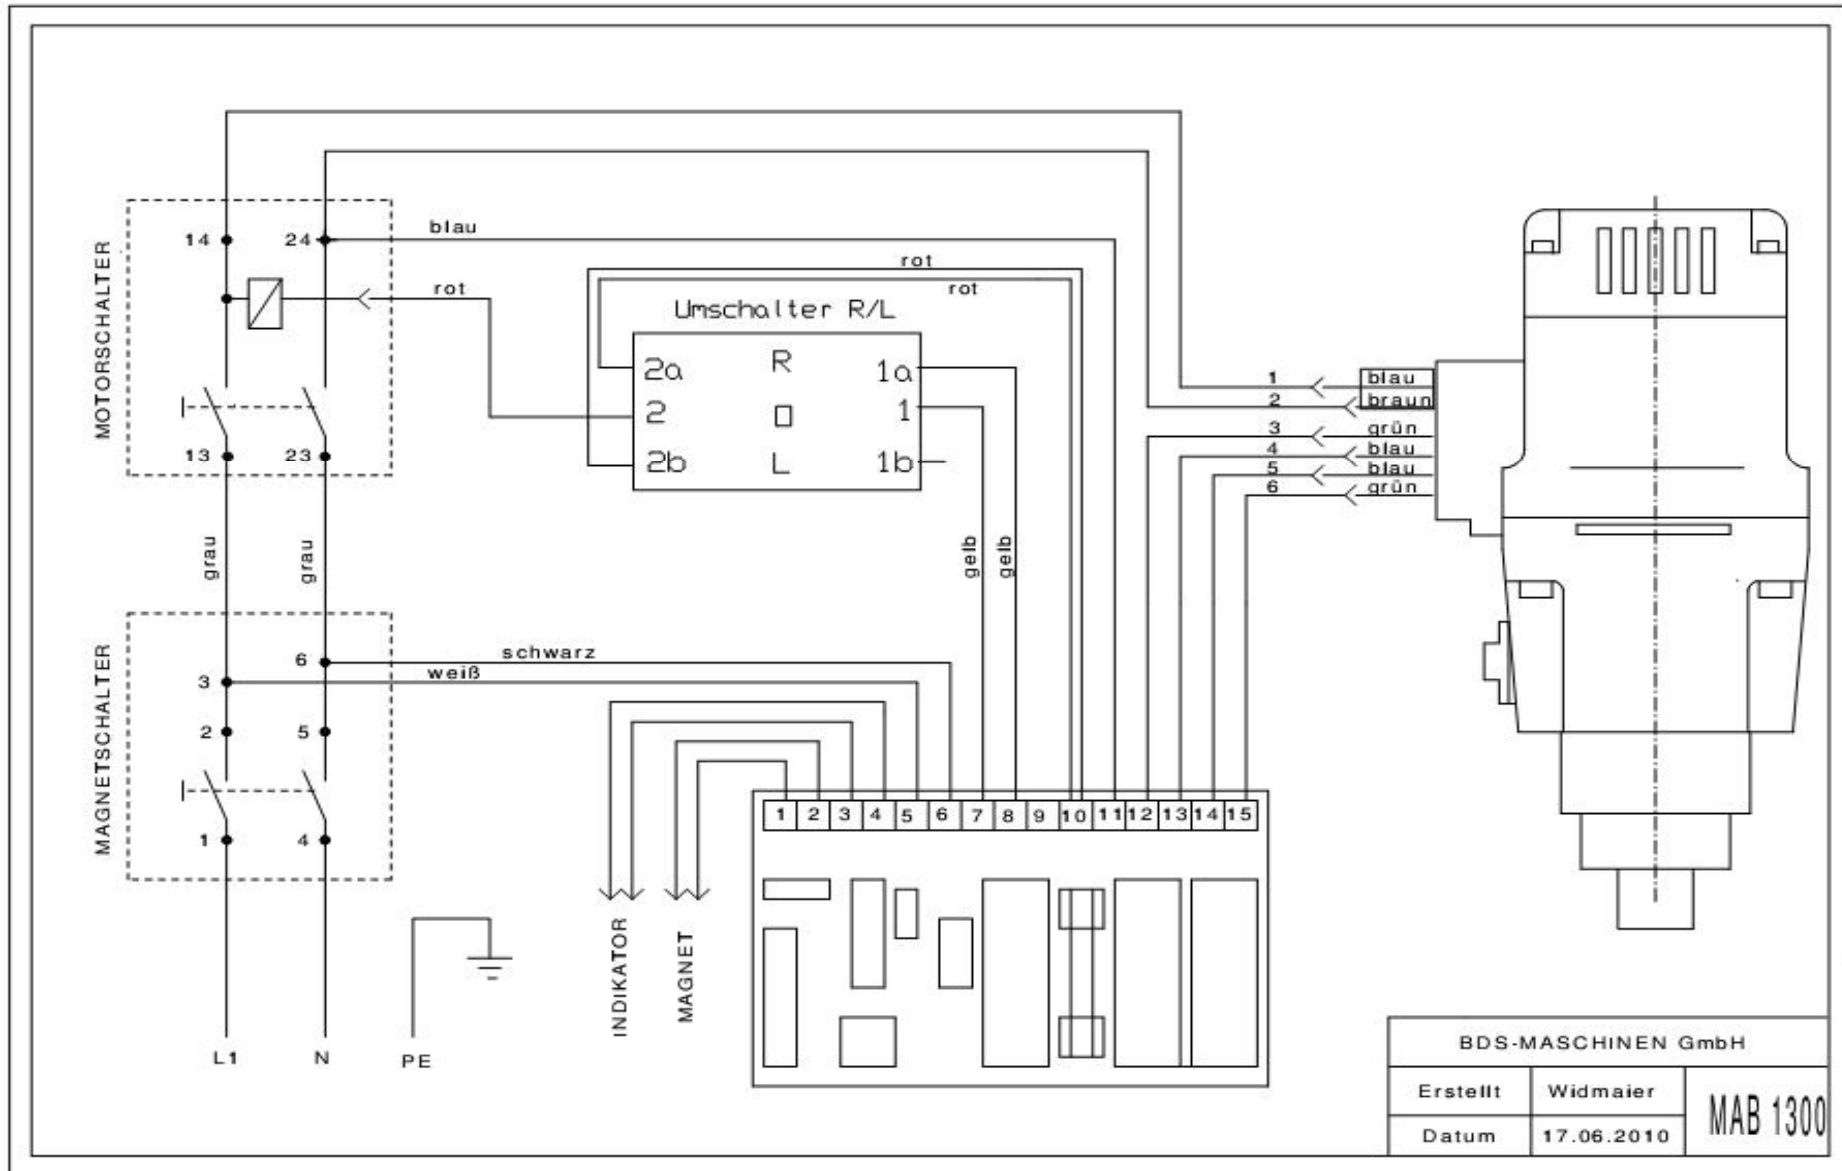 14
24
blau
rot
rot
rot
Umschalter R/L
MOTORSCHALTER
2a
R
1a
2
1
2b
L
1b
13
23
1
blau
2
braun
3
grün
4
blau
5
blau
6
grün
grau
grau
gelb
gelb
MAGNETSCHALTER
6
schwarz
3
weiß
2
5
1
4
1 2 3 4 5 6 7 8 9 10 11 12 13 14 15
INDIKATOR
MAGNET
L1
N
PE
BDS-MASCHINEN GmbH
Erstellt
Widmaier
MAB 1300
Datum
17.06.2010